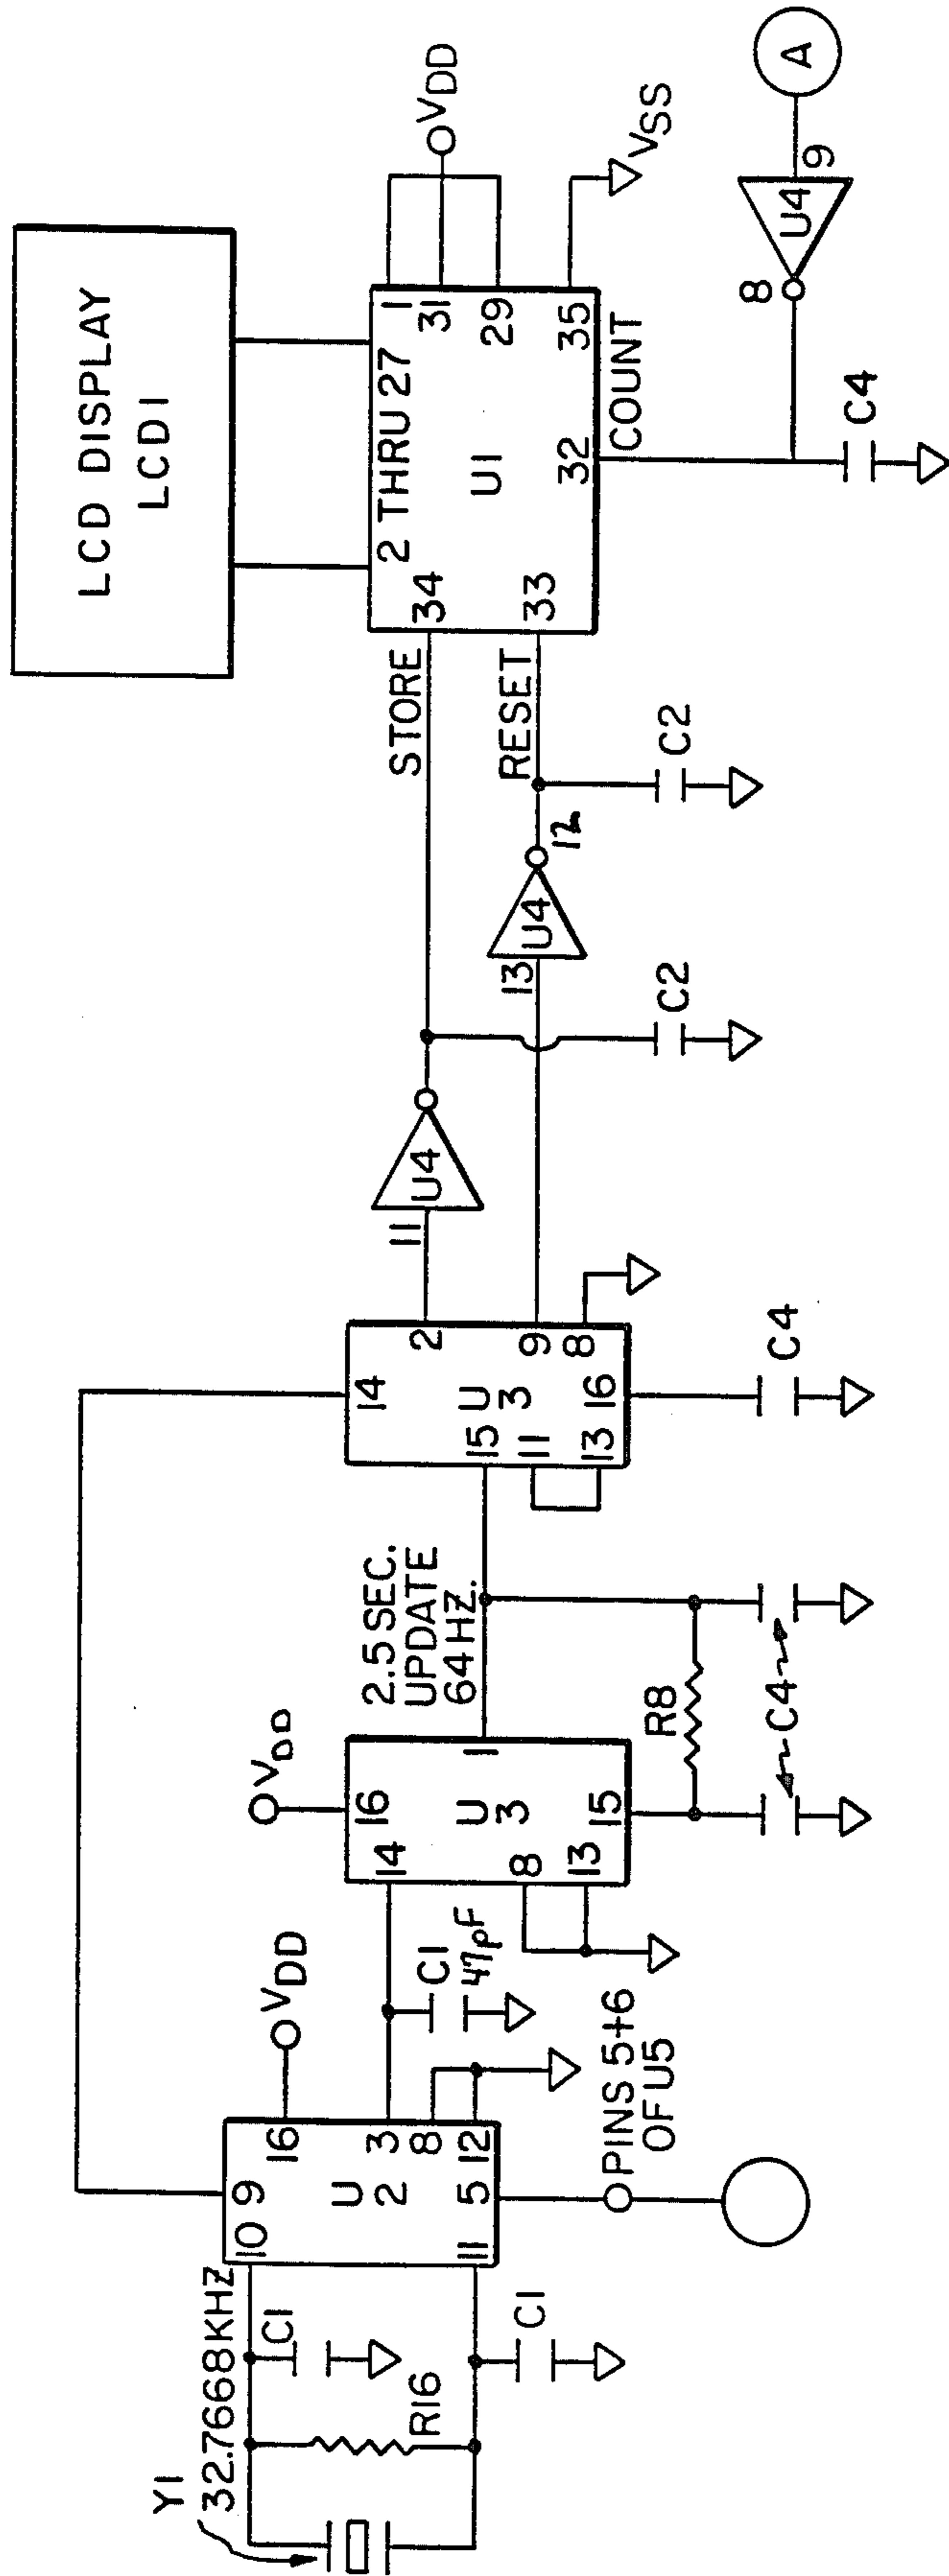 Y1
32.7668KHZ
C1
R16
C1
10
9
11
5
U
2
16
3
8
12
VDD
PINS 5+6
OF U5
C1
47pF
14
16
VDD
U
3
8
13
15
1
2.5 SEC.
UPDATE
64HZ.
R8
C4
14
15
11
13
U
3
16
2
9
8
C4
11
U4
C2
13
U4
12
C2
STORE
RESET
34
33
2 THRU 27
U1
32
1
31
29
35
COUNT
LCD DISPLAY
LCD1
VDD
VSS
C4
8
U4
9
A